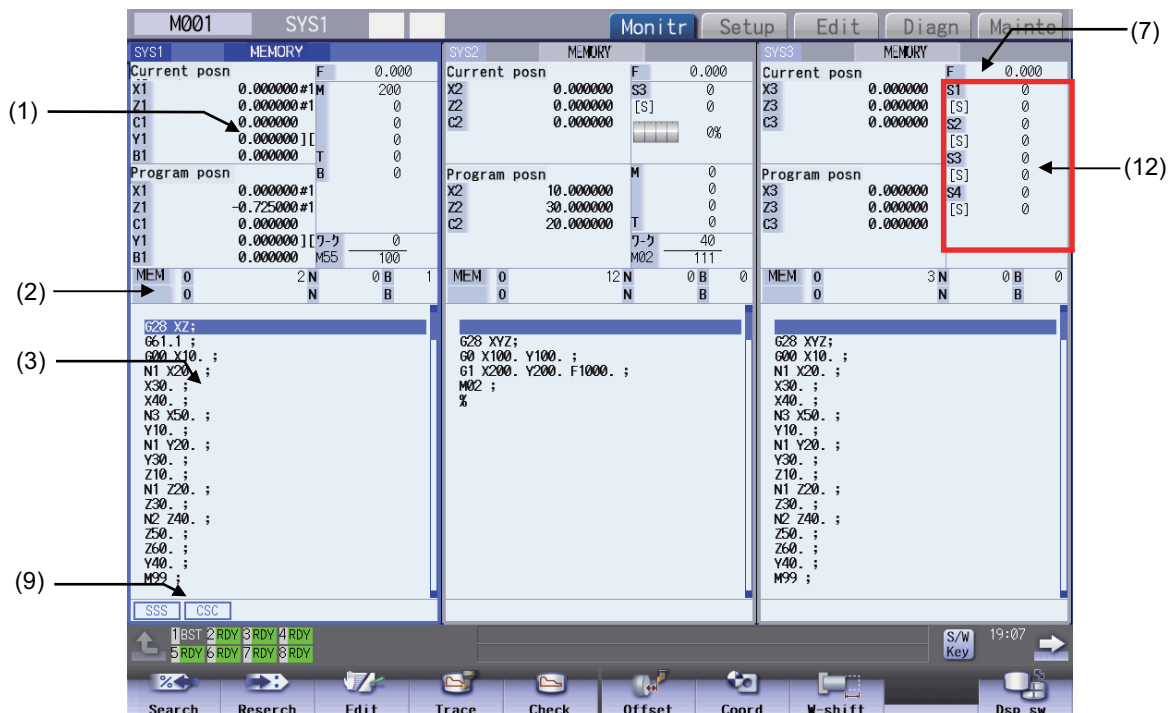 M001 SYS1 Monitr Setup Edit Diagn Mainte
(7)
SYS1 MEMORY
Current posn F 0.000
X1 0.000000#1 M 200
Z1 0.000000#1 0
C1 0.000000 0
Y1 0.000000][ 0
B1 0.000000 T 0
Program posn B 0
X1 0.000000#1
Z1 -0.725000#1
C1 0.000000
Y1 0.000000][ ワーク 0
B1 0.000000 M55 100
MEM O 2 N 0 B 1
O N B
G28 XZ;
G61.1 ;
G00 X10. ;
N1 X20. ;
X30. ;
X40. ;
N3 X50. ;
Y10. ;
N1 Y20. ;
Y30. ;
Z10. ;
N1 Z20. ;
Z30. ;
N2 Z40. ;
Z50. ;
Z60. ;
Y40. ;
M99 ;
SSS CSC
SYS2 MEMORY
Current posn F 0.000
X2 0.000000 S3 0
Z2 0.000000 [S] 0
C2 0.000000 0%
Program posn M 0
X2 10.000000 0
Z2 30.000000 0
C2 20.000000 T 0
ワーク 40
M02 111
MEM O 12 N 0 B 0
O N B
G28 XYZ;
G0 X100. Y100. ;
G1 X200. Y200. F1000. ;
M02 ;
%
SYS3 MEMORY
Current posn F 0.000
X3 0.000000 S1 0
Z3 0.000000 [S] 0
C3 0.000000 S2 0
[S] 0
S3 0
Program posn [S] 0
X3 0.000000 S4 0
Z3 0.000000 [S] 0
C3 0.000000
MEM O 3 N 0 B 0
O N B
G28 XYZ;
G00 X10. ;
N1 X20. ;
X30. ;
X40. ;
N3 X50. ;
Y10. ;
N1 Y20. ;
Y30. ;
Z10. ;
N1 Z20. ;
Z30. ;
N2 Z40. ;
Z50. ;
Z60. ;
Y40. ;
M99 ;
(1)
(2)
(3)
(9)
(12)
1 BST 2 RDY 3 RDY 4 RDY
5 RDY 6 RDY 7 RDY 8 RDY
S/W Key 19:07
Search Reserch Edit Trace Check Offset Coord W-shift Dsp sw